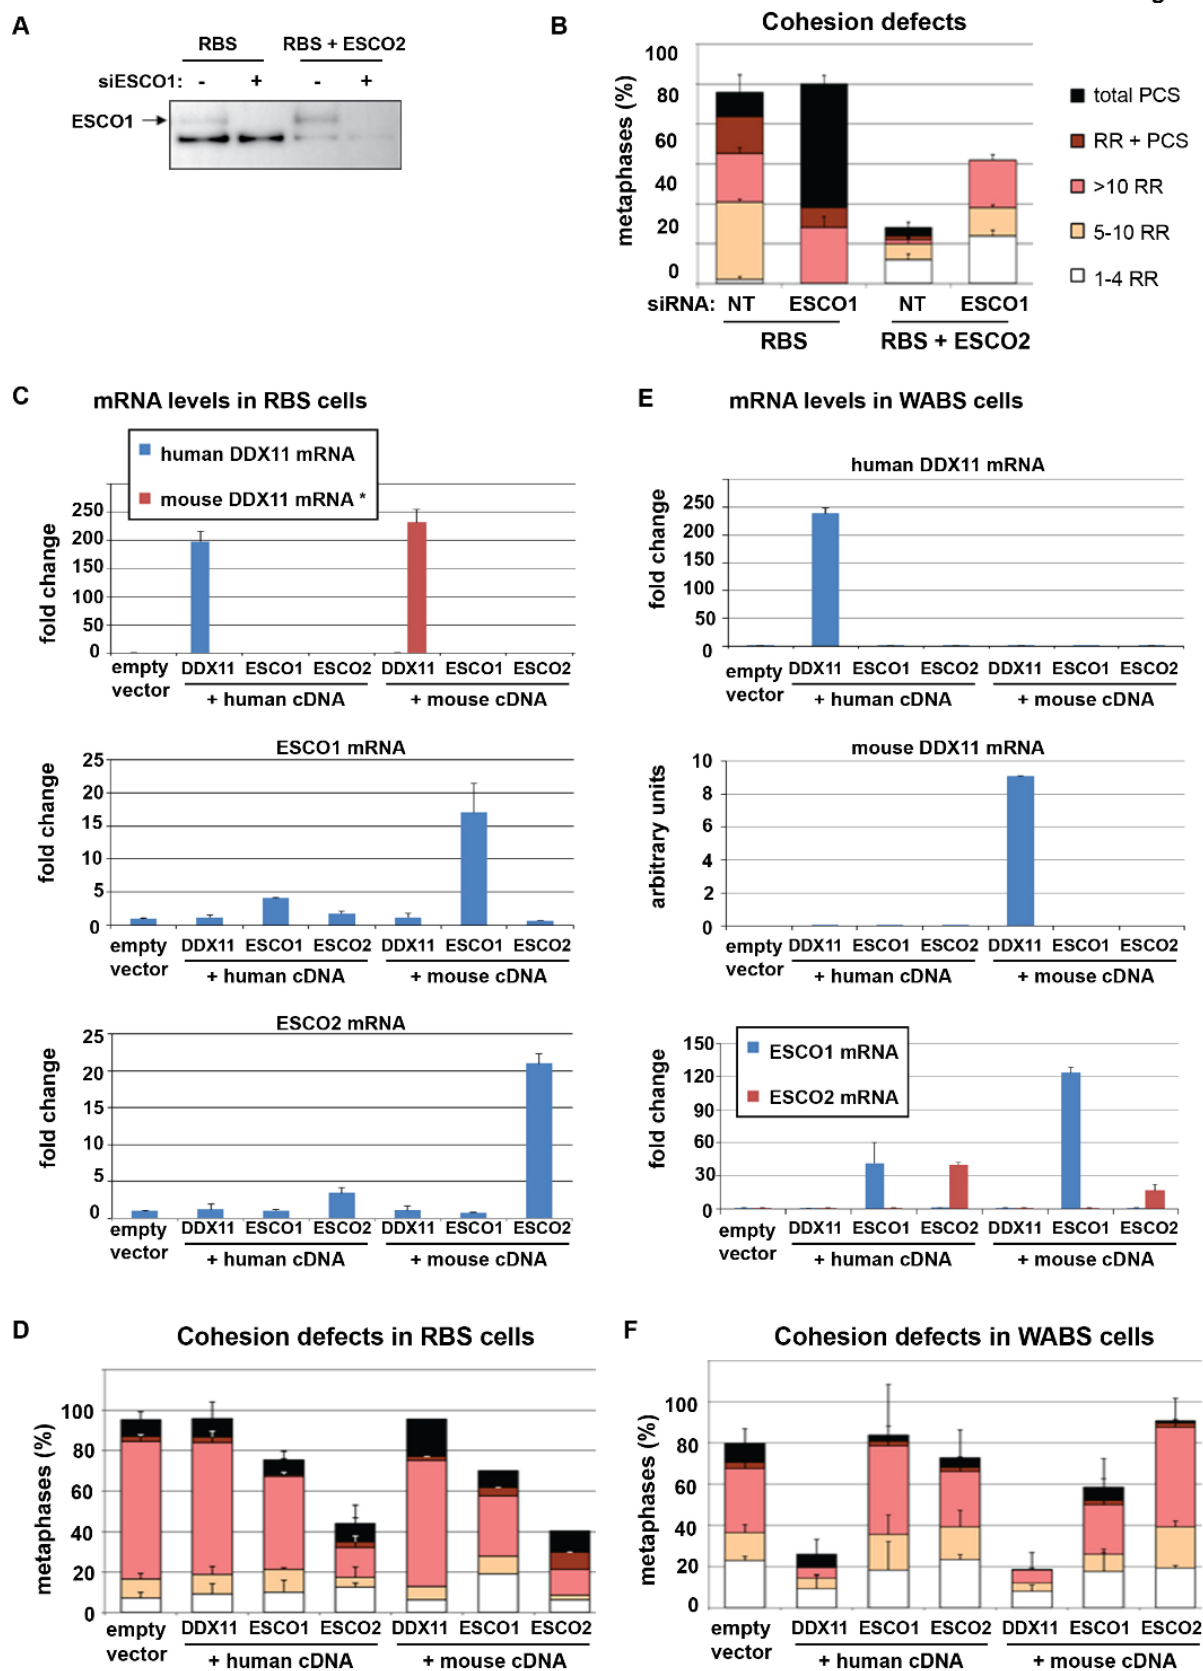 g
A
RBS
RBS + ESCO2
siESCO1:
-
+
-
+
ESCO1
B
Cohesion defects
metaphases (%)
100
80
60
40
20
0
siRNA:
NT
ESCO1
NT
ESCO1
RBS
RBS + ESCO2
total PCS
RR + PCS
>10 RR
5-10 RR
1-4 RR
C
mRNA levels in RBS cells
human DDX11 mRNA
mouse DDX11 mRNA *
fold change
250
200
150
100
50
0
empty vector
DDX11
ESCO1
ESCO2
DDX11
ESCO1
ESCO2
+ human cDNA
+ mouse cDNA
ESCO1 mRNA
fold change
25
20
15
10
5
0
empty vector
DDX11
ESCO1
ESCO2
DDX11
ESCO1
ESCO2
+ human cDNA
+ mouse cDNA
ESCO2 mRNA
fold change
25
20
15
10
5
0
empty vector
DDX11
ESCO1
ESCO2
DDX11
ESCO1
ESCO2
+ human cDNA
+ mouse cDNA
E
mRNA levels in WABS cells
human DDX11 mRNA
fold change
250
200
150
100
50
0
empty vector
DDX11
ESCO1
ESCO2
DDX11
ESCO1
ESCO2
+ human cDNA
+ mouse cDNA
mouse DDX11 mRNA
arbitrary units
10
8
6
4
2
0
empty vector
DDX11
ESCO1
ESCO2
DDX11
ESCO1
ESCO2
+ human cDNA
+ mouse cDNA
ESCO1 mRNA
ESCO2 mRNA
fold change
150
120
90
60
30
0
empty vector
DDX11
ESCO1
ESCO2
DDX11
ESCO1
ESCO2
+ human cDNA
+ mouse cDNA
D
Cohesion defects in RBS cells
metaphases (%)
100
80
60
40
20
0
empty vector
DDX11
ESCO1
ESCO2
DDX11
ESCO1
ESCO2
+ human cDNA
+ mouse cDNA
F
Cohesion defects in WABS cells
metaphases (%)
100
80
60
40
20
0
empty vector
DDX11
ESCO1
ESCO2
DDX11
ESCO1
ESCO2
+ human cDNA
+ mouse cDNA